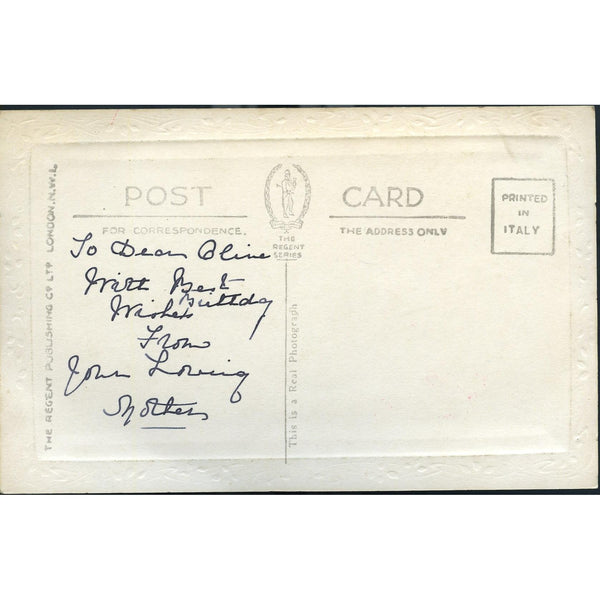 POST CARD
FOR CORRESPONDENCE.
THE ADDRESS ONLY
THE
REGENT
SERIES
PRINTED
IN
ITALY
THE REGENT PUBLISHING CO LTD LONDON. N.W.1.
This is a Real Photograph
To Dear Olive
With Best
Birthday
Wishes
From
Your Loving
Mother